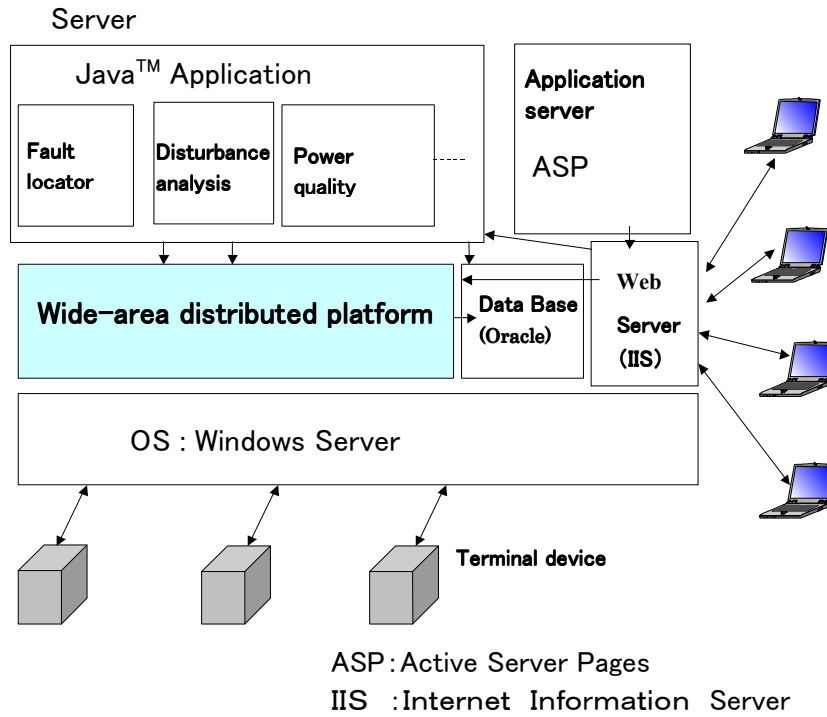 Server
Java™ Application
Fault
locator
Disturbance
analysis
Power
quality
Application
server
ASP
Wide-area distributed platform
Data Base
(Oracle)
Web
Server
(IIS)
OS : Windows Server
Terminal device
ASP : Active Server Pages
IIS : Internet Information Server